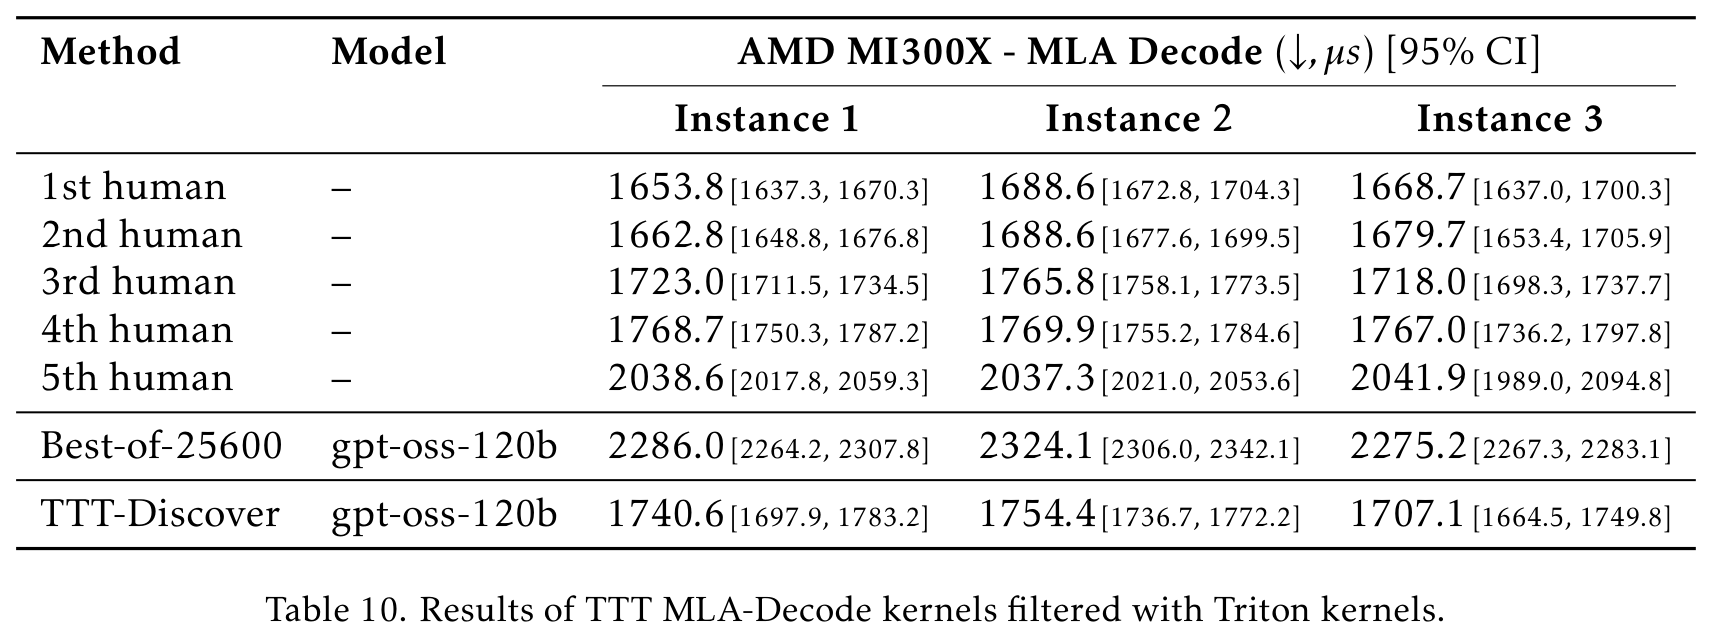 Method Model AMD MI300X - MLA Decode (↓, μs) [95% CI]
Instance 1 Instance 2 Instance 3
1st human – 1653.8 [1637.3, 1670.3] 1688.6 [1672.8, 1704.3] 1668.7 [1637.0, 1700.3]
2nd human – 1662.8 [1648.8, 1676.8] 1688.6 [1677.6, 1699.5] 1679.7 [1653.4, 1705.9]
3rd human – 1723.0 [1711.5, 1734.5] 1765.8 [1758.1, 1773.5] 1718.0 [1698.3, 1737.7]
4th human – 1768.7 [1750.3, 1787.2] 1769.9 [1755.2, 1784.6] 1767.0 [1736.2, 1797.8]
5th human – 2038.6 [2017.8, 2059.3] 2037.3 [2021.0, 2053.6] 2041.9 [1989.0, 2094.8]
Best-of-25600 gpt-oss-120b 2286.0 [2264.2, 2307.8] 2324.1 [2306.0, 2342.1] 2275.2 [2267.3, 2283.1]
TTT-Discover gpt-oss-120b 1740.6 [1697.9, 1783.2] 1754.4 [1736.7, 1772.2] 1707.1 [1664.5, 1749.8]
Table 10. Results of TTT MLA-Decode kernels filtered with Triton kernels.